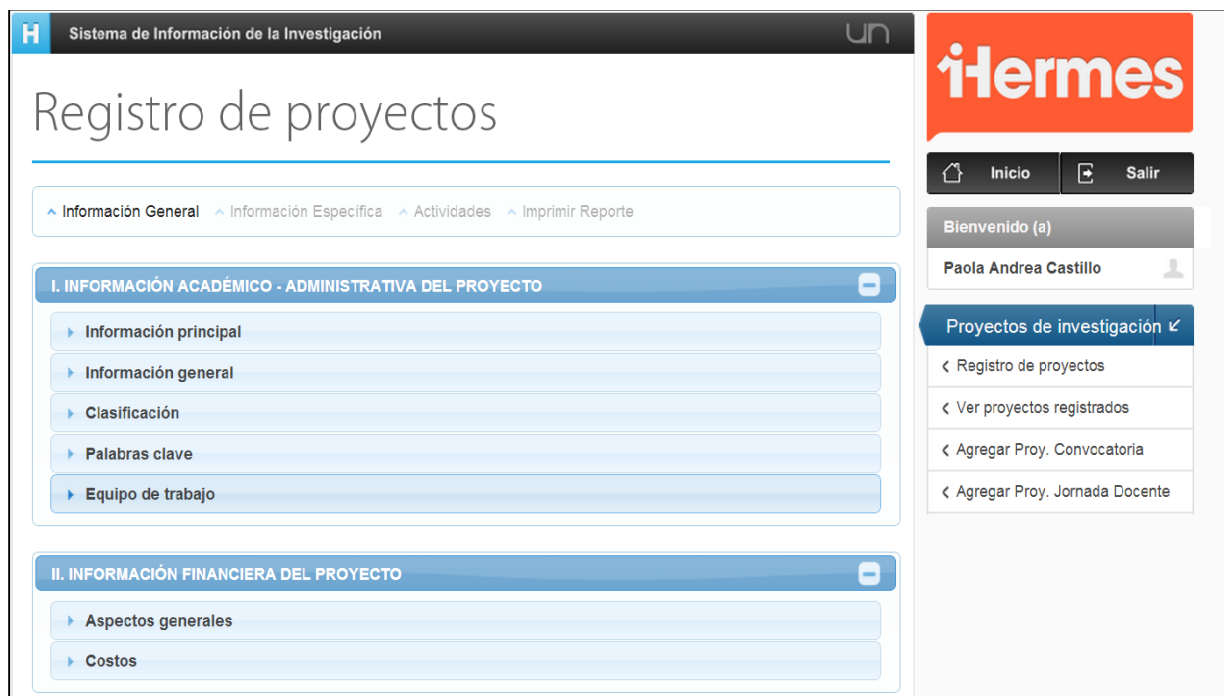 H Sistema de Información de la Investigación un
Registro de proyectos
Información General Información Específica Actividades Imprimir Reporte
I. INFORMACIÓN ACADÉMICO - ADMINISTRATIVA DEL PROYECTO
Información principal
Información general
Clasificación
Palabras clave
Equipo de trabajo
II. INFORMACIÓN FINANCIERA DEL PROYECTO
Aspectos generales
Costos
Hermes
Inicio Salir
Bienvenido (a)
Paola Andrea Castillo
Proyectos de investigación
Registro de proyectos
Ver proyectos registrados
Agregar Proy. Convocatoria
Agregar Proy. Jornada Docente